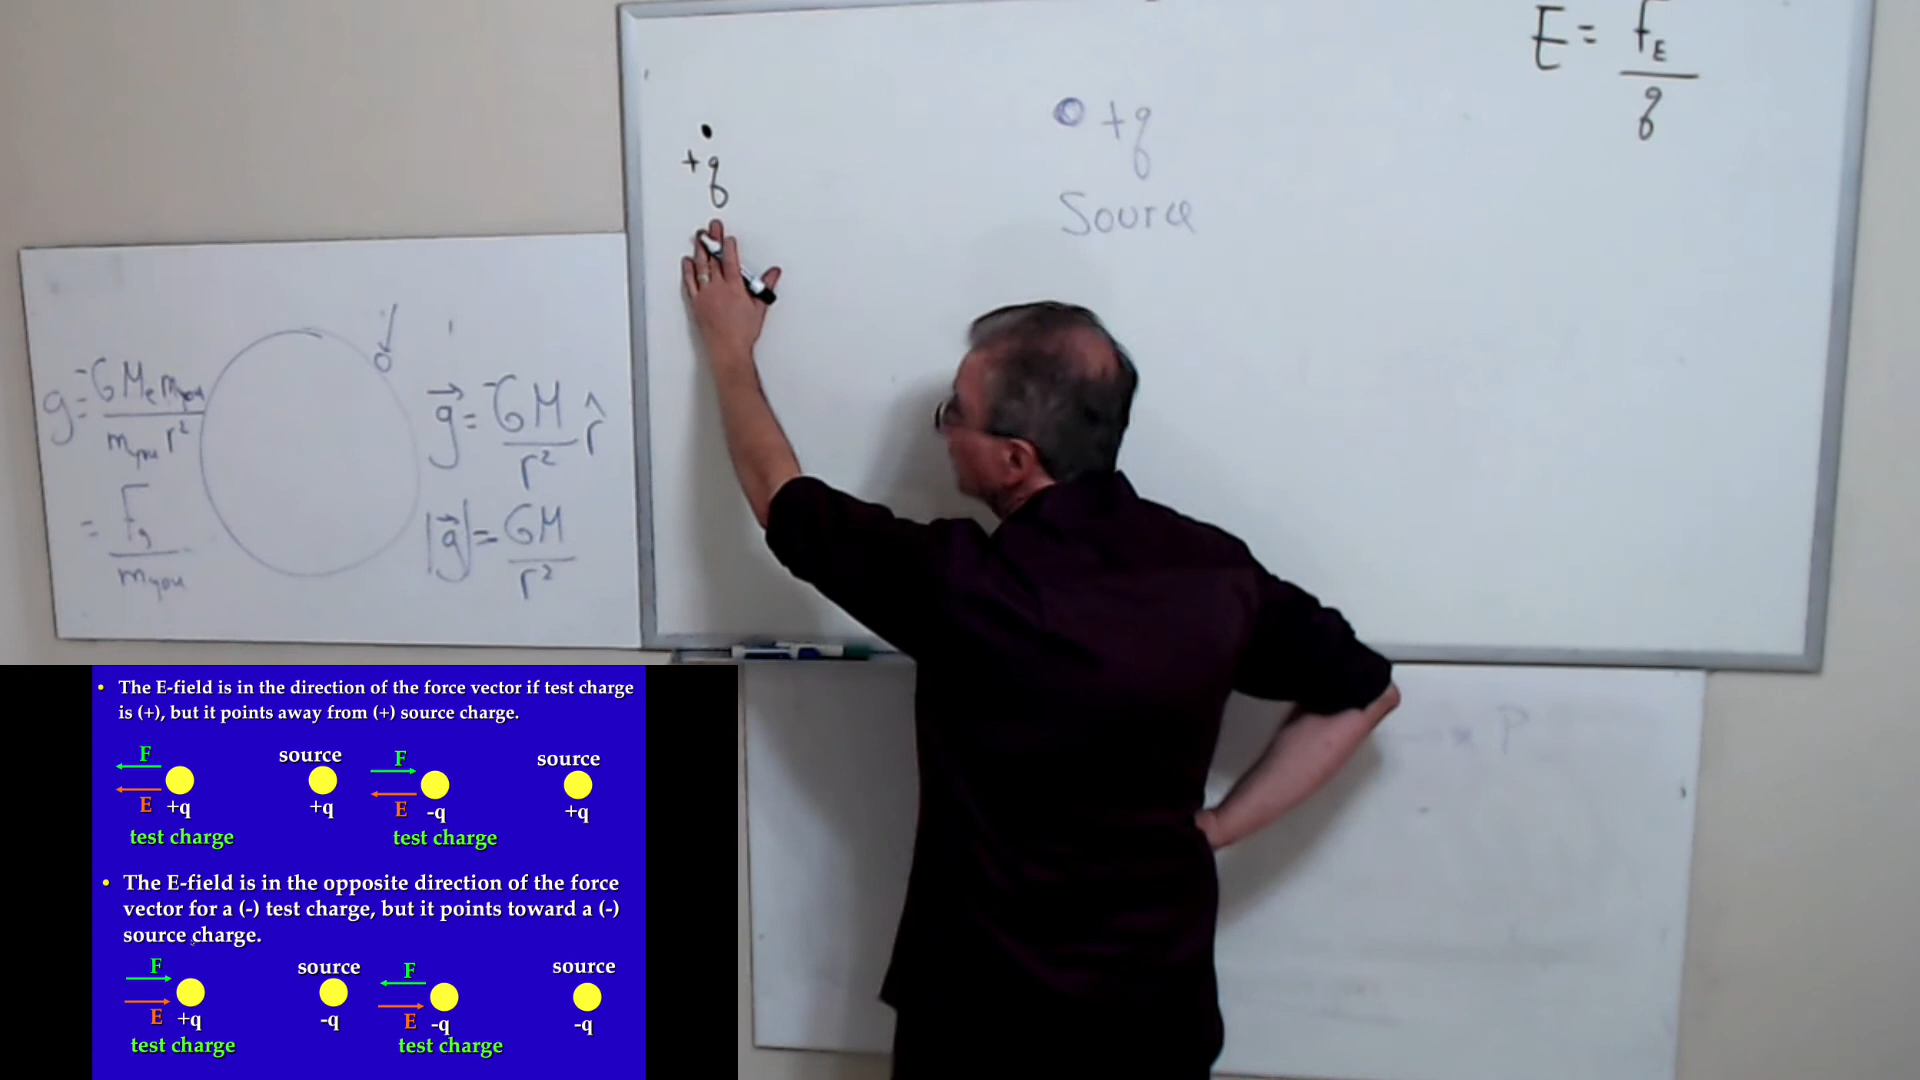 E = F_E
q
+q
+q
Source
g = -G M_e m_you
m_you r²
= F_g
m_you
g⃗ = -G M r̂
r²
|g⃗| = G M
r²
P
• The E-field is in the direction of the force vector if test charge
is (+), but it points away from (+) source charge.
F source F source
E +q +q E -q +q
test charge test charge
• The E-field is in the opposite direction of the force
vector for a (-) test charge, but it points toward a (-)
source charge.
F source F source
E +q -q E -q -q
test charge test charge